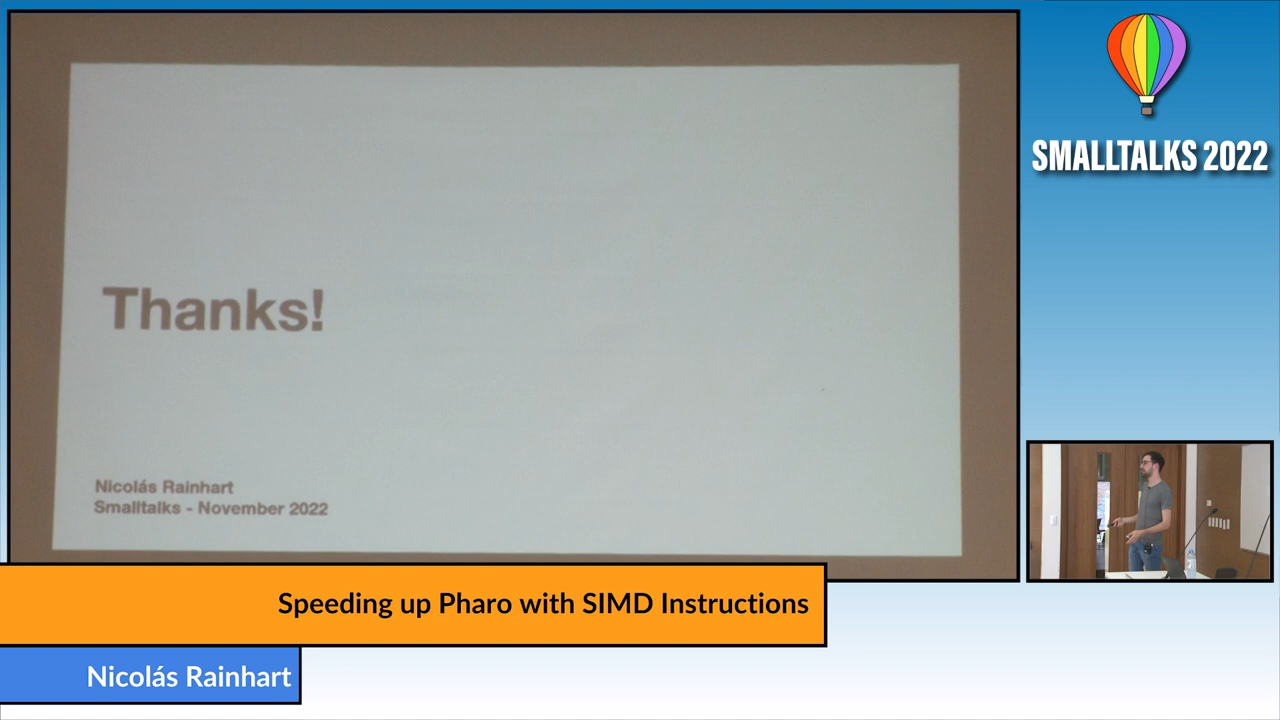 Thanks!
Nicolás Rainhart
Smalltalks - November 2022
SMALLTALKS 2022
Speeding up Pharo with SIMD Instructions
Nicolás Rainhart